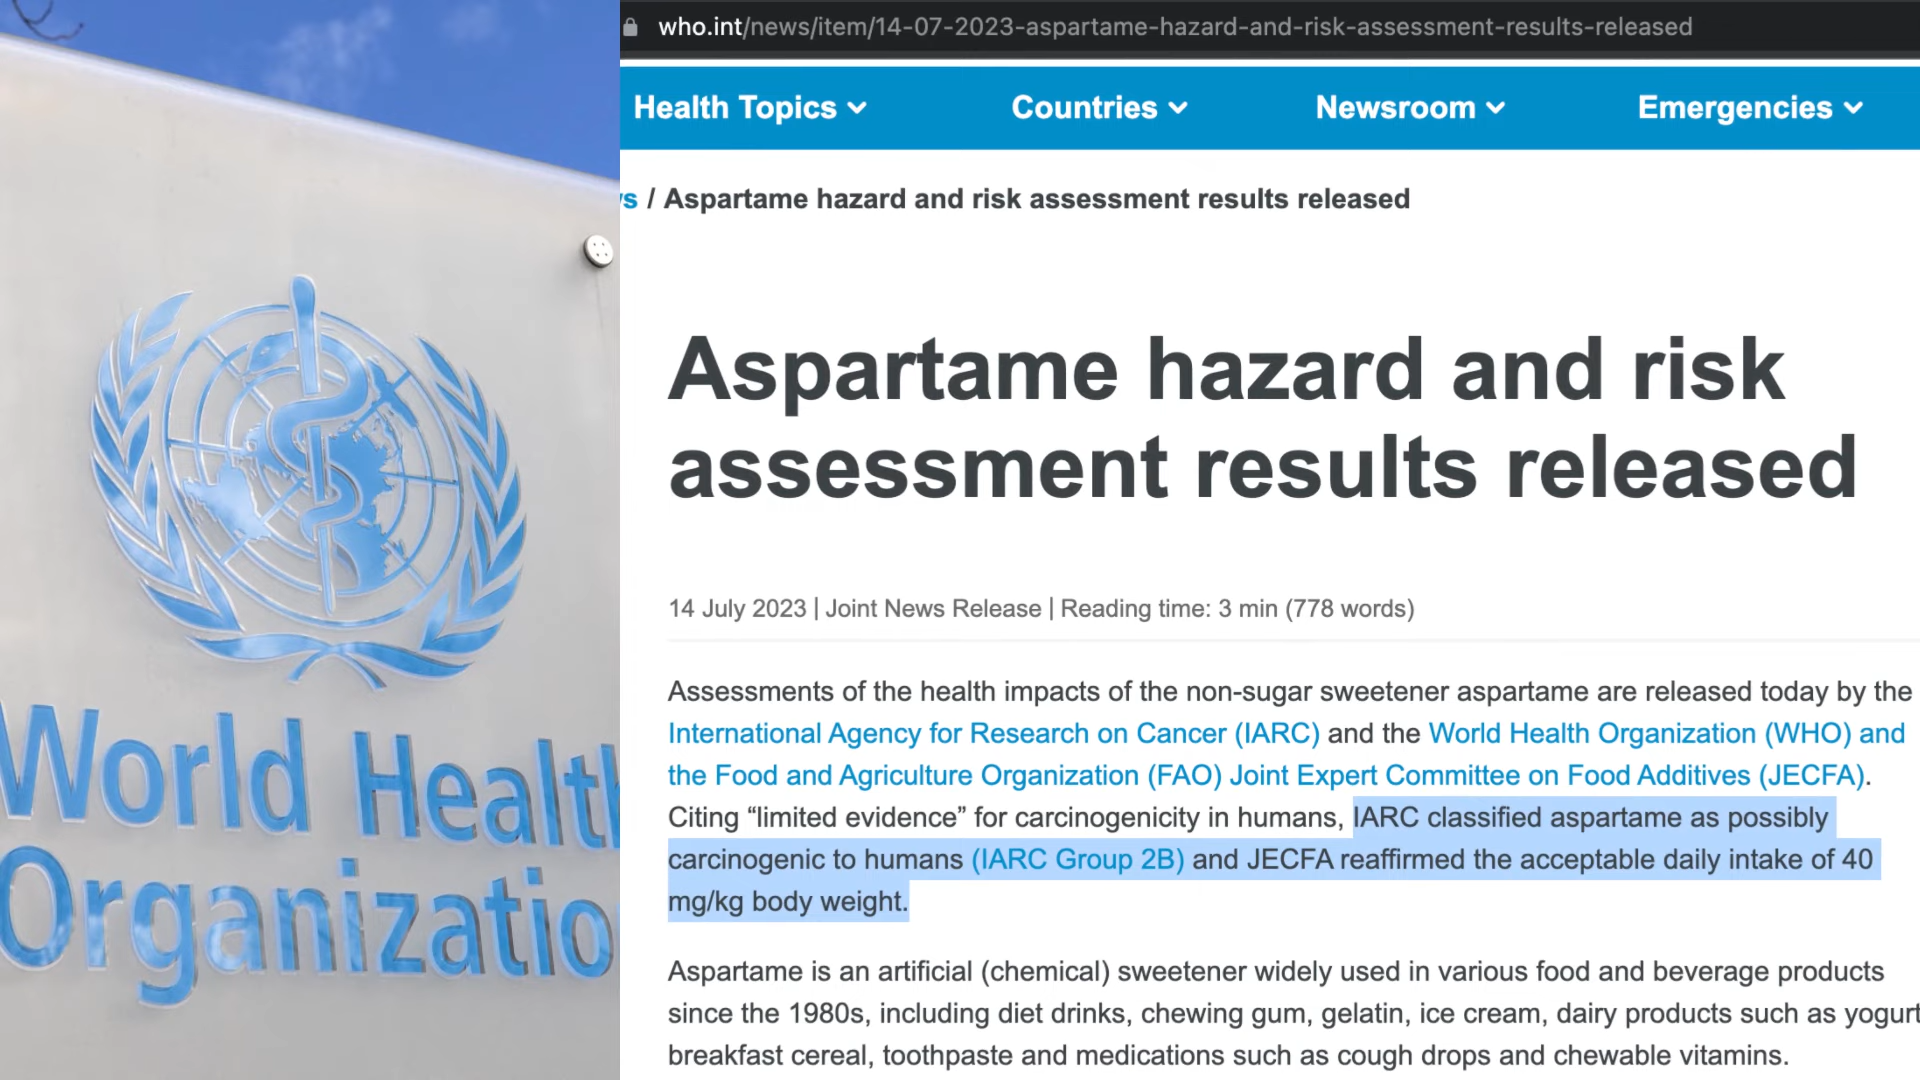 World Health
Organizatio
who.int/news/item/14-07-2023-aspartame-hazard-and-risk-assessment-results-released
Health Topics Countries Newsroom Emergencies
s / Aspartame hazard and risk assessment results released
Aspartame hazard and risk
assessment results released
14 July 2023 | Joint News Release | Reading time: 3 min (778 words)
Assessments of the health impacts of the non-sugar sweetener aspartame are released today by the
International Agency for Research on Cancer (IARC) and the World Health Organization (WHO) and
the Food and Agriculture Organization (FAO) Joint Expert Committee on Food Additives (JECFA).
Citing “limited evidence” for carcinogenicity in humans, IARC classified aspartame as possibly
carcinogenic to humans (IARC Group 2B) and JECFA reaffirmed the acceptable daily intake of 40
mg/kg body weight.
Aspartame is an artificial (chemical) sweetener widely used in various food and beverage products
since the 1980s, including diet drinks, chewing gum, gelatin, ice cream, dairy products such as yogurt
breakfast cereal, toothpaste and medications such as cough drops and chewable vitamins.